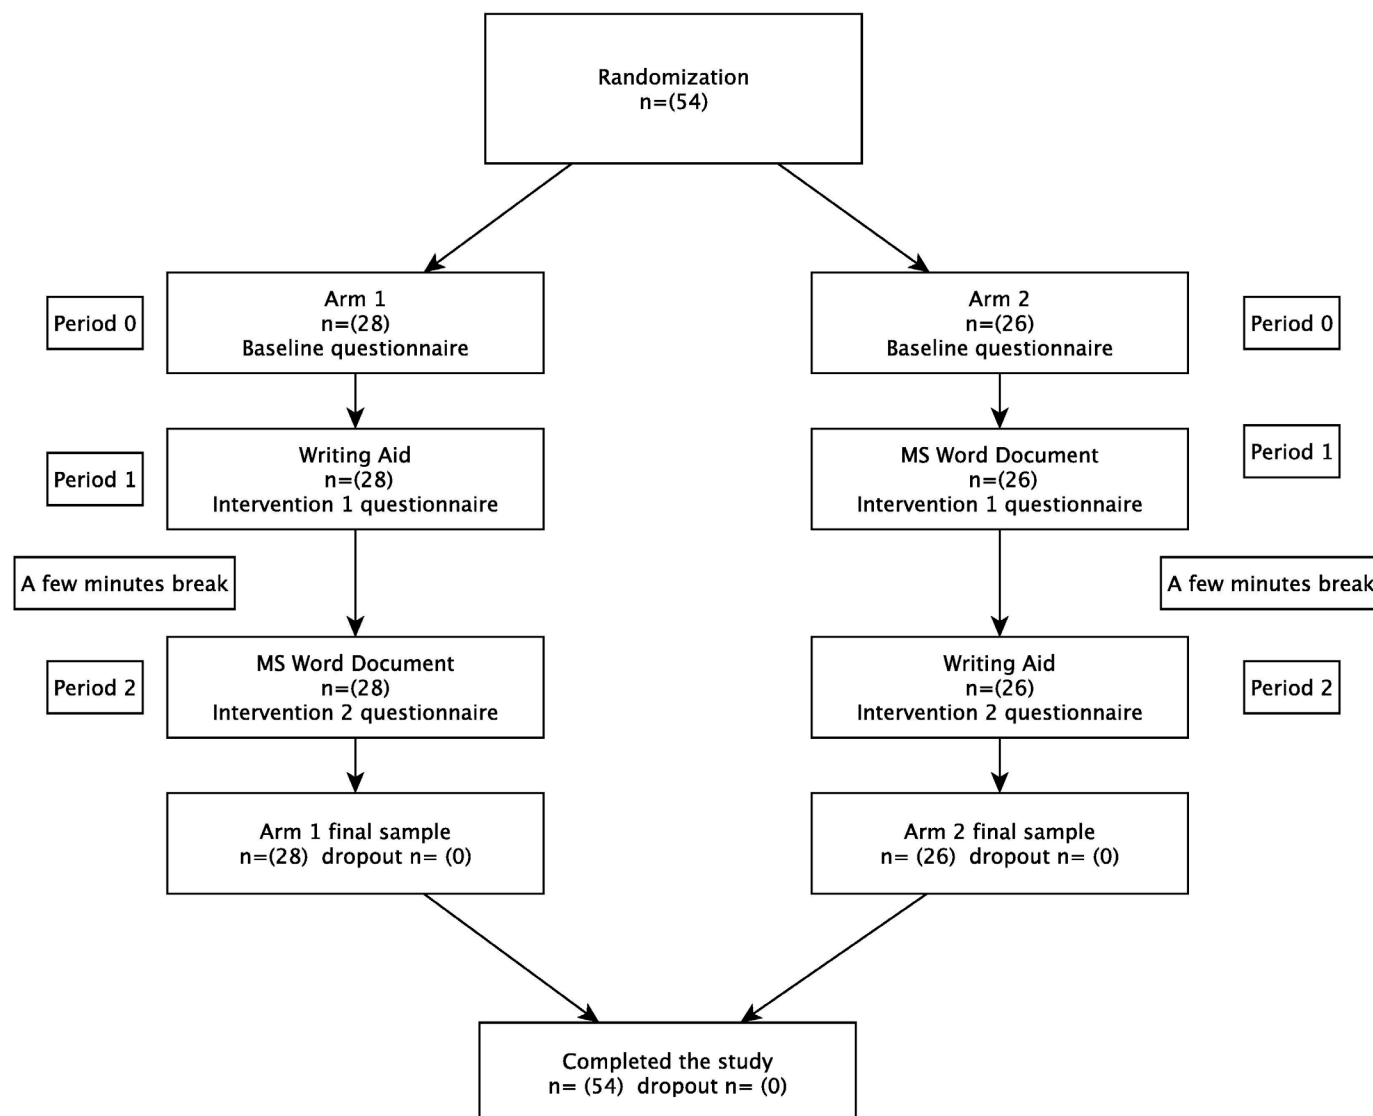 Randomization
n=(54)
Period 0
Arm 1
n=(28)
Baseline questionnaire
Arm 2
n=(26)
Baseline questionnaire
Period 0
Period 1
Writing Aid
n=(28)
Intervention 1 questionnaire
MS Word Document
n=(26)
Intervention 1 questionnaire
Period 1
A few minutes break
A few minutes break
Period 2
MS Word Document
n=(28)
Intervention 2 questionnaire
Writing Aid
n=(26)
Intervention 2 questionnaire
Period 2
Arm 1 final sample
n=(28) dropout n= (0)
Arm 2 final sample
n= (26) dropout n= (0)
Completed the study
n= (54) dropout n= (0)